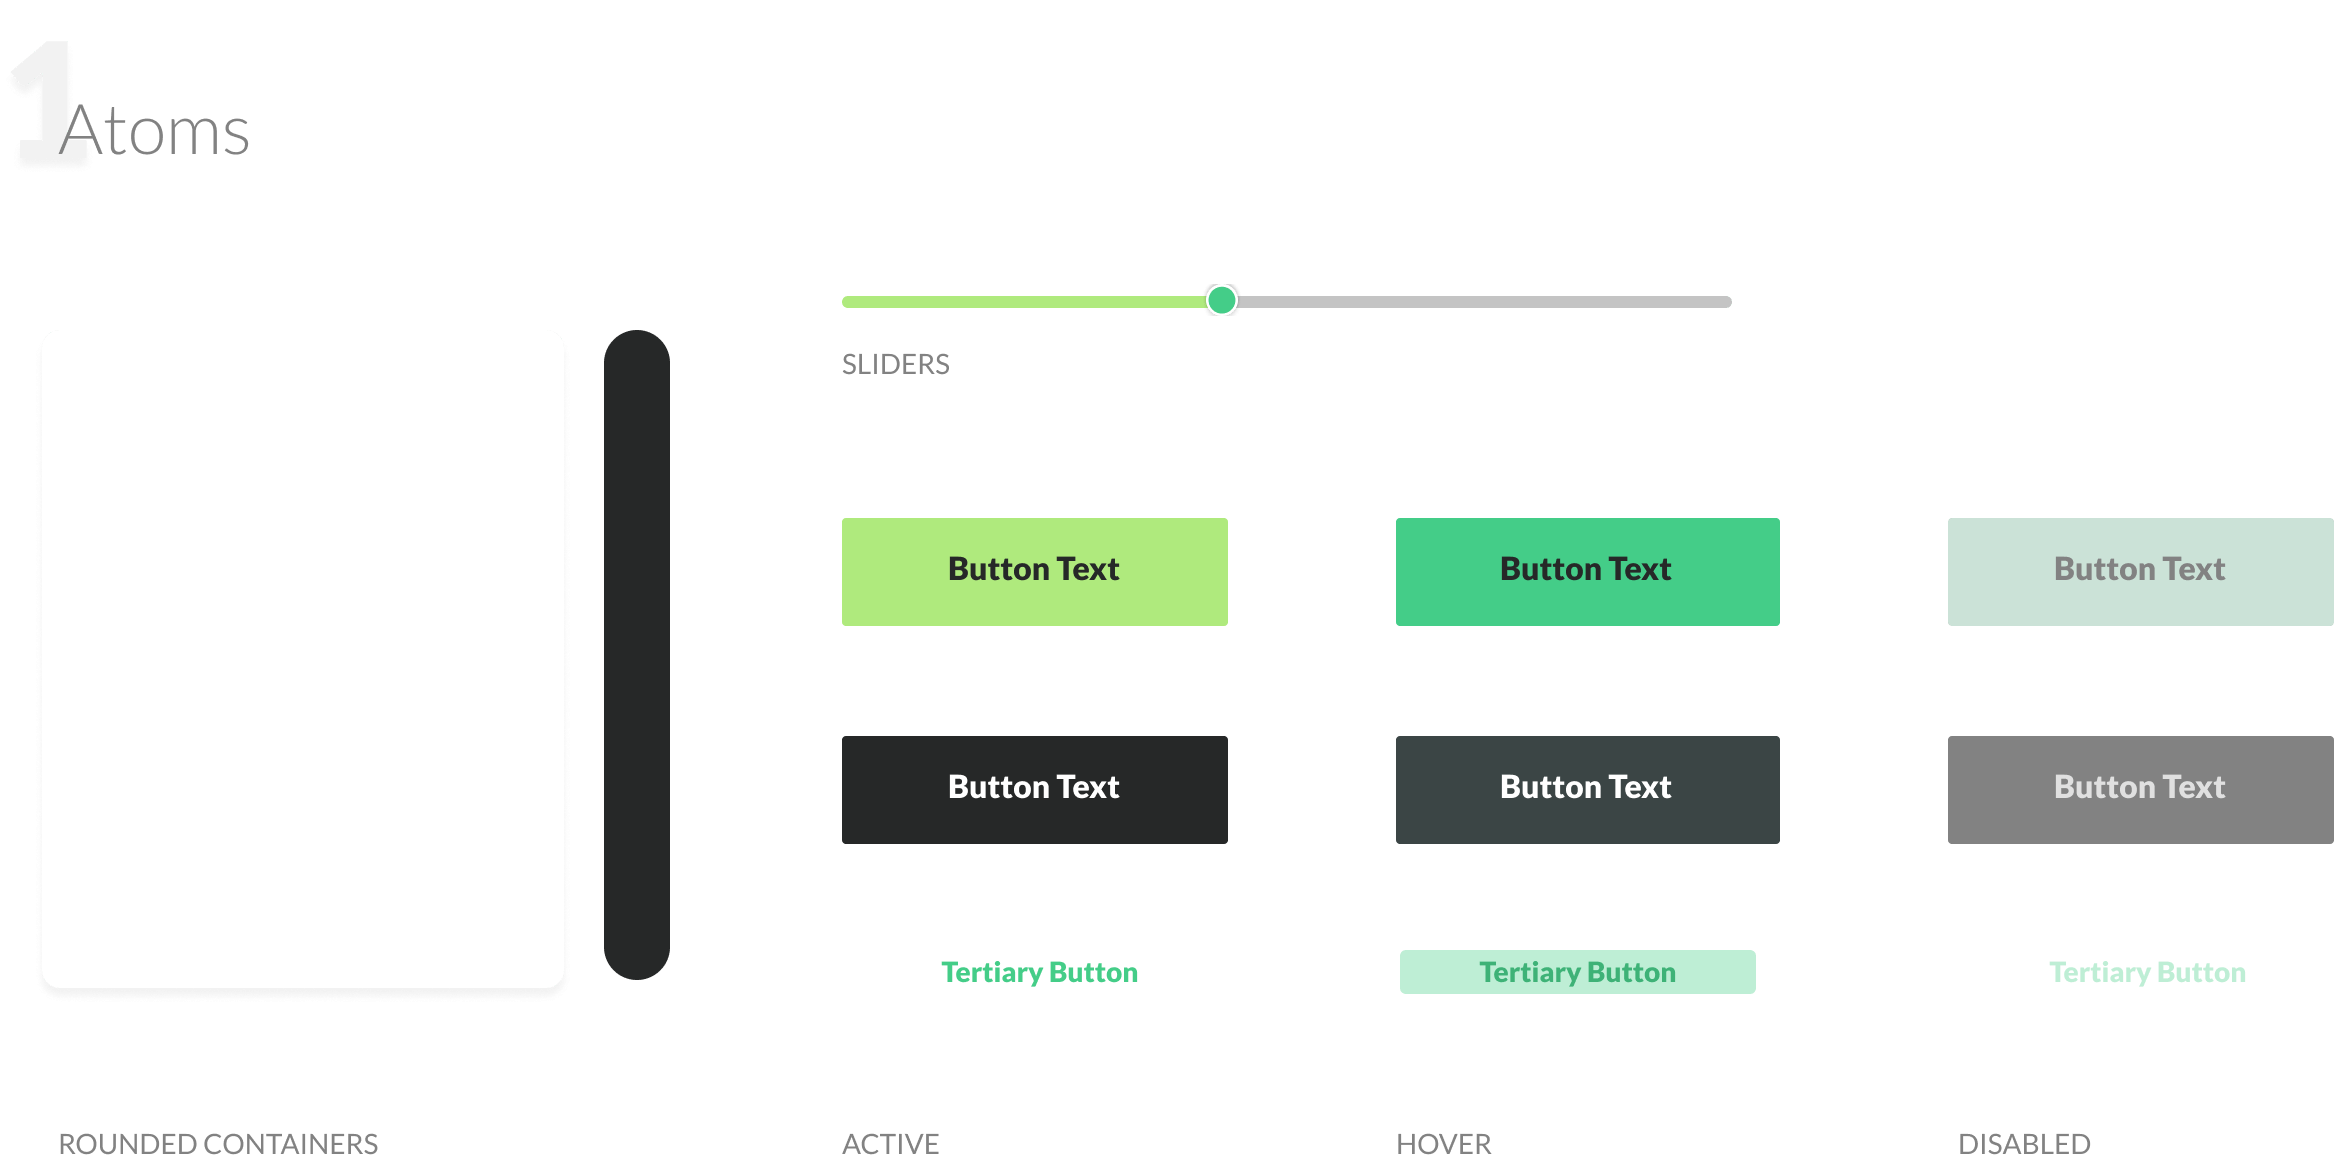 1
Atoms
SLIDERS
Button Text
Button Text
Button Text
Button Text
Button Text
Button Text
Tertiary Button
Tertiary Button
Tertiary Button
ROUNDED CONTAINERS
ACTIVE
HOVER
DISABLED